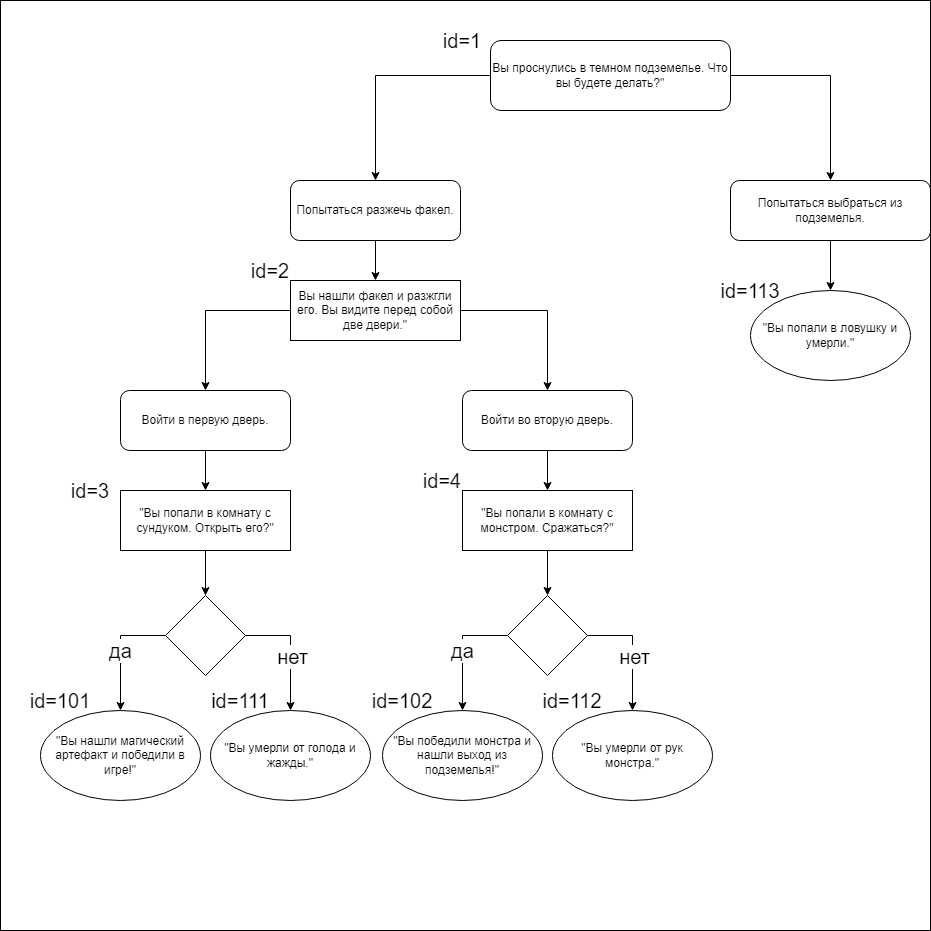 id=1
Вы проснулись в темном подземелье. Что
вы будете делать?"
Попытаться разжечь факел.
Попытаться выбраться из
подземелья.
id=2
Вы нашли факел и разжгли
его. Вы видите перед собой
две двери."
id=113
"Вы попали в ловушку и
умерли."
Войти в первую дверь.
Войти во вторую дверь.
id=3
"Вы попали в комнату с
сундуком. Открыть его?"
id=4
"Вы попали в комнату с
монстром. Сражаться?"
да
нет
да
нет
id=101
"Вы нашли магический
артефакт и победили в
игре!"
id=111
"Вы умерли от голода и
жажды."
id=102
"Вы победили монстра и
нашли выход из
подземелья!"
id=112
"Вы умерли от рук
монстра."